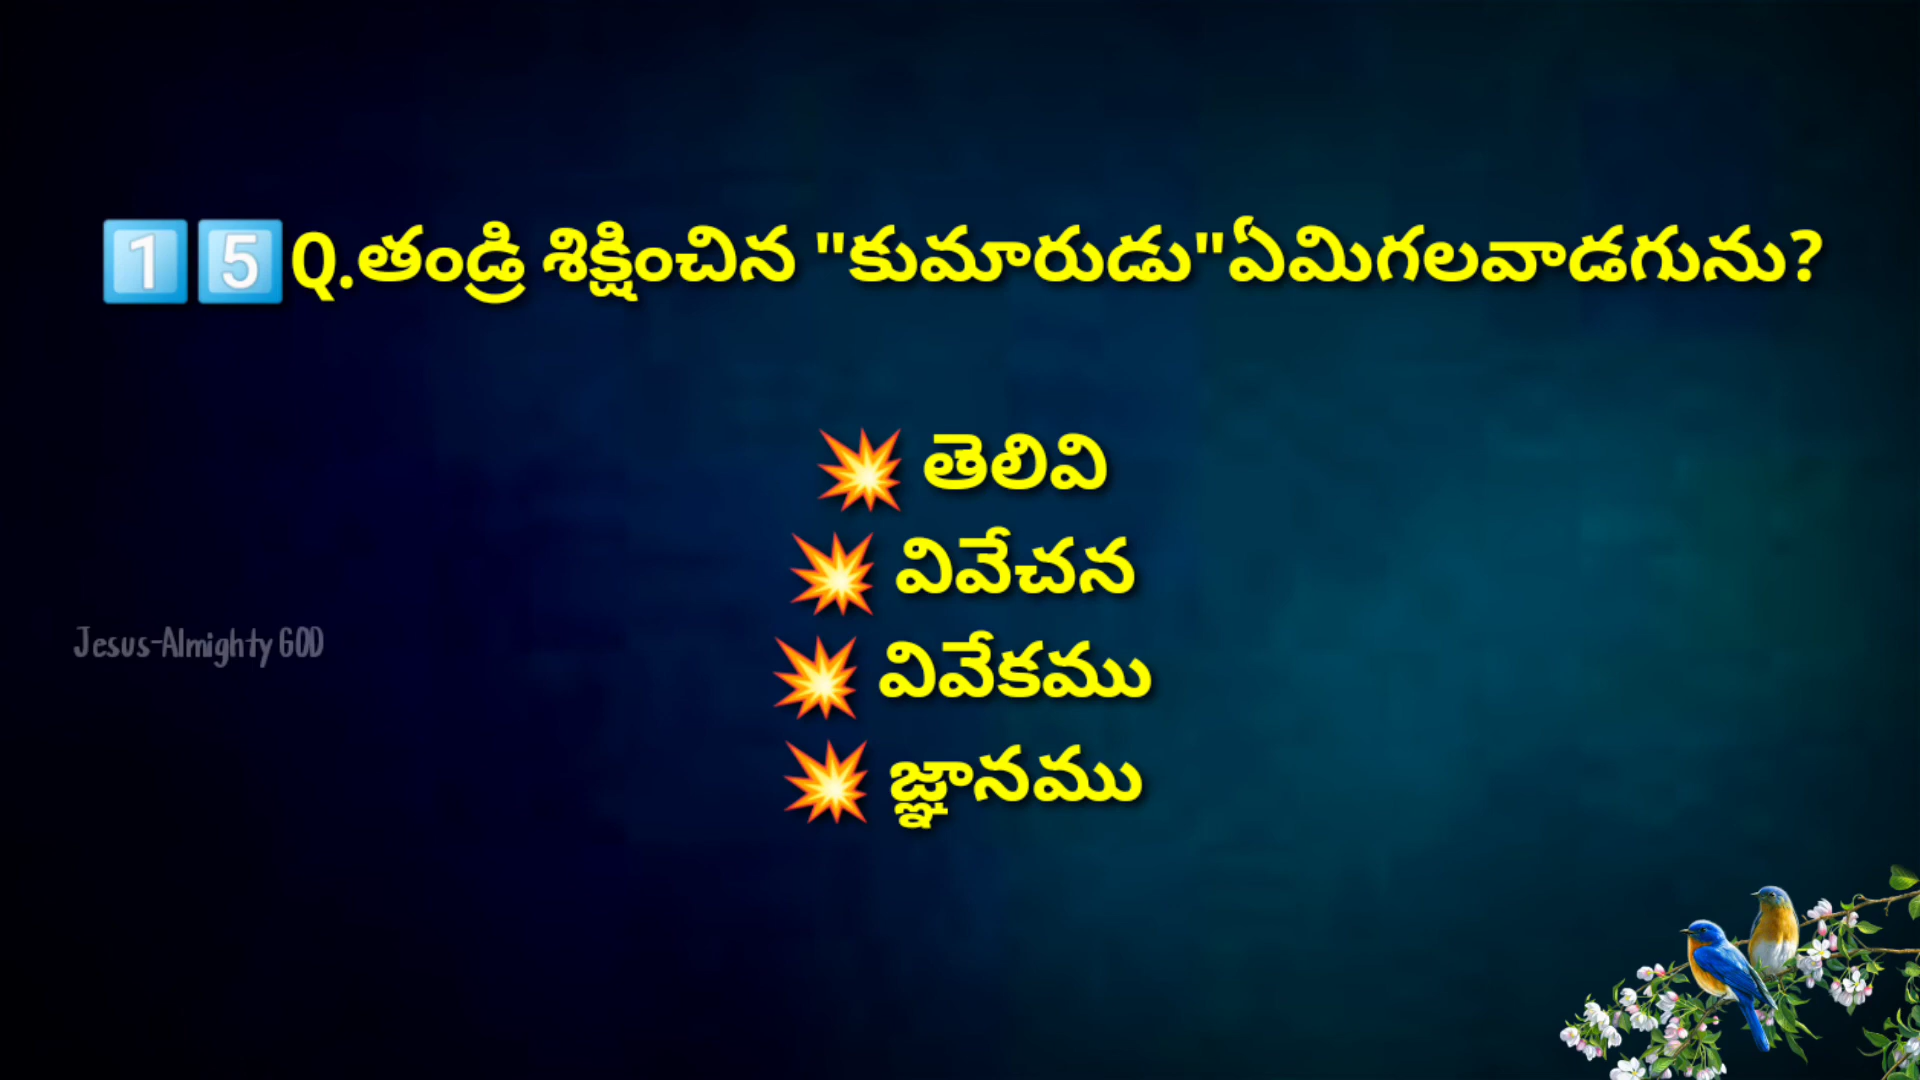 1️⃣5️⃣Q.తండ్రి శిక్షించిన "కుమారుడు"ఏమిగలవాడగును?
💥 తెలివి
💥 వివేచన
Jesus-Almighty GOD
💥 వివేకము
💥 జ్ఞానము